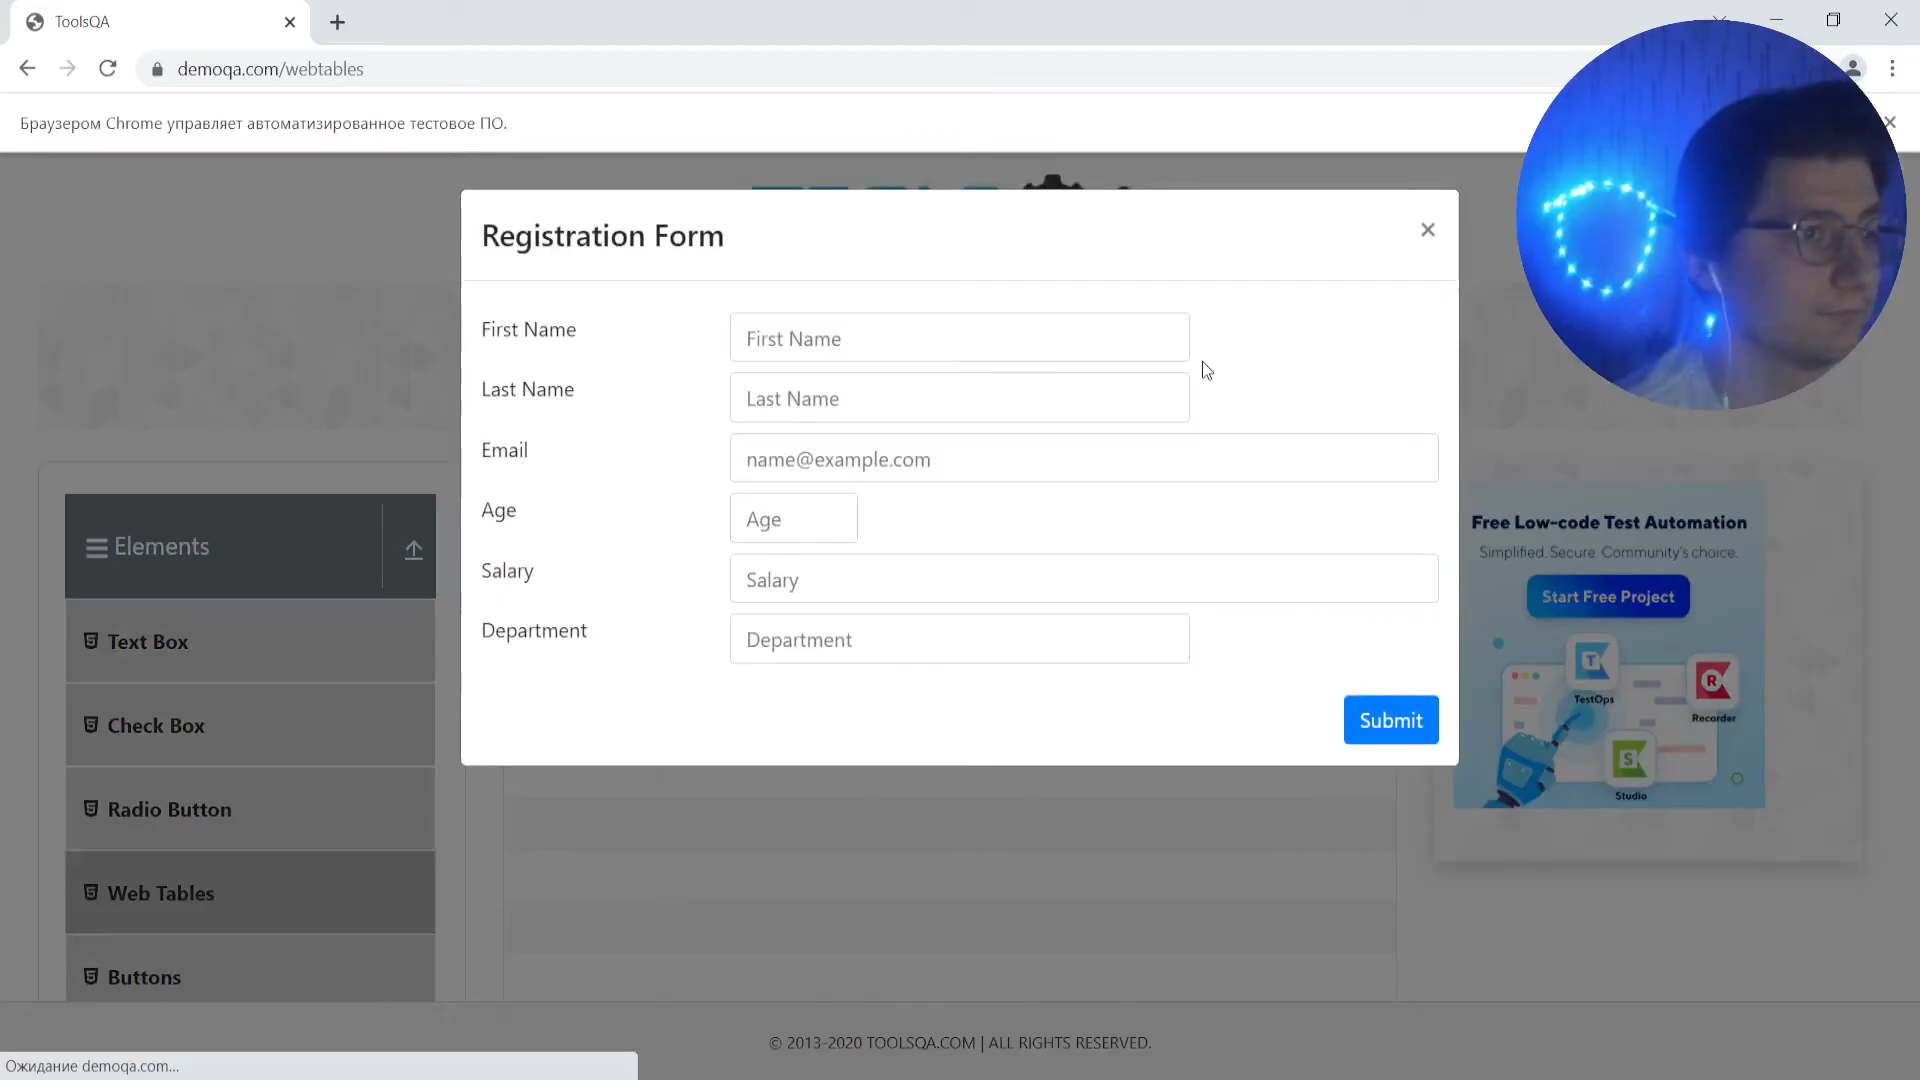 ToolsQA
demoqa.com/webtables
Браузером Chrome управляет автоматизированное тестовое ПО.
Registration Form
First Name
First Name
Last Name
Last Name
Email
name@example.com
Age
Age
Salary
Salary
Department
Department
Submit
Elements
Text Box
Check Box
Radio Button
Web Tables
Buttons
Free Low-code Test Automation
Simplified. Secure. Community's choice.
Start Free Project
TestOps
Recorder
Studio
© 2013-2020 TOOLSQA.COM | ALL RIGHTS RESERVED.
Ожидание demoqa.com...